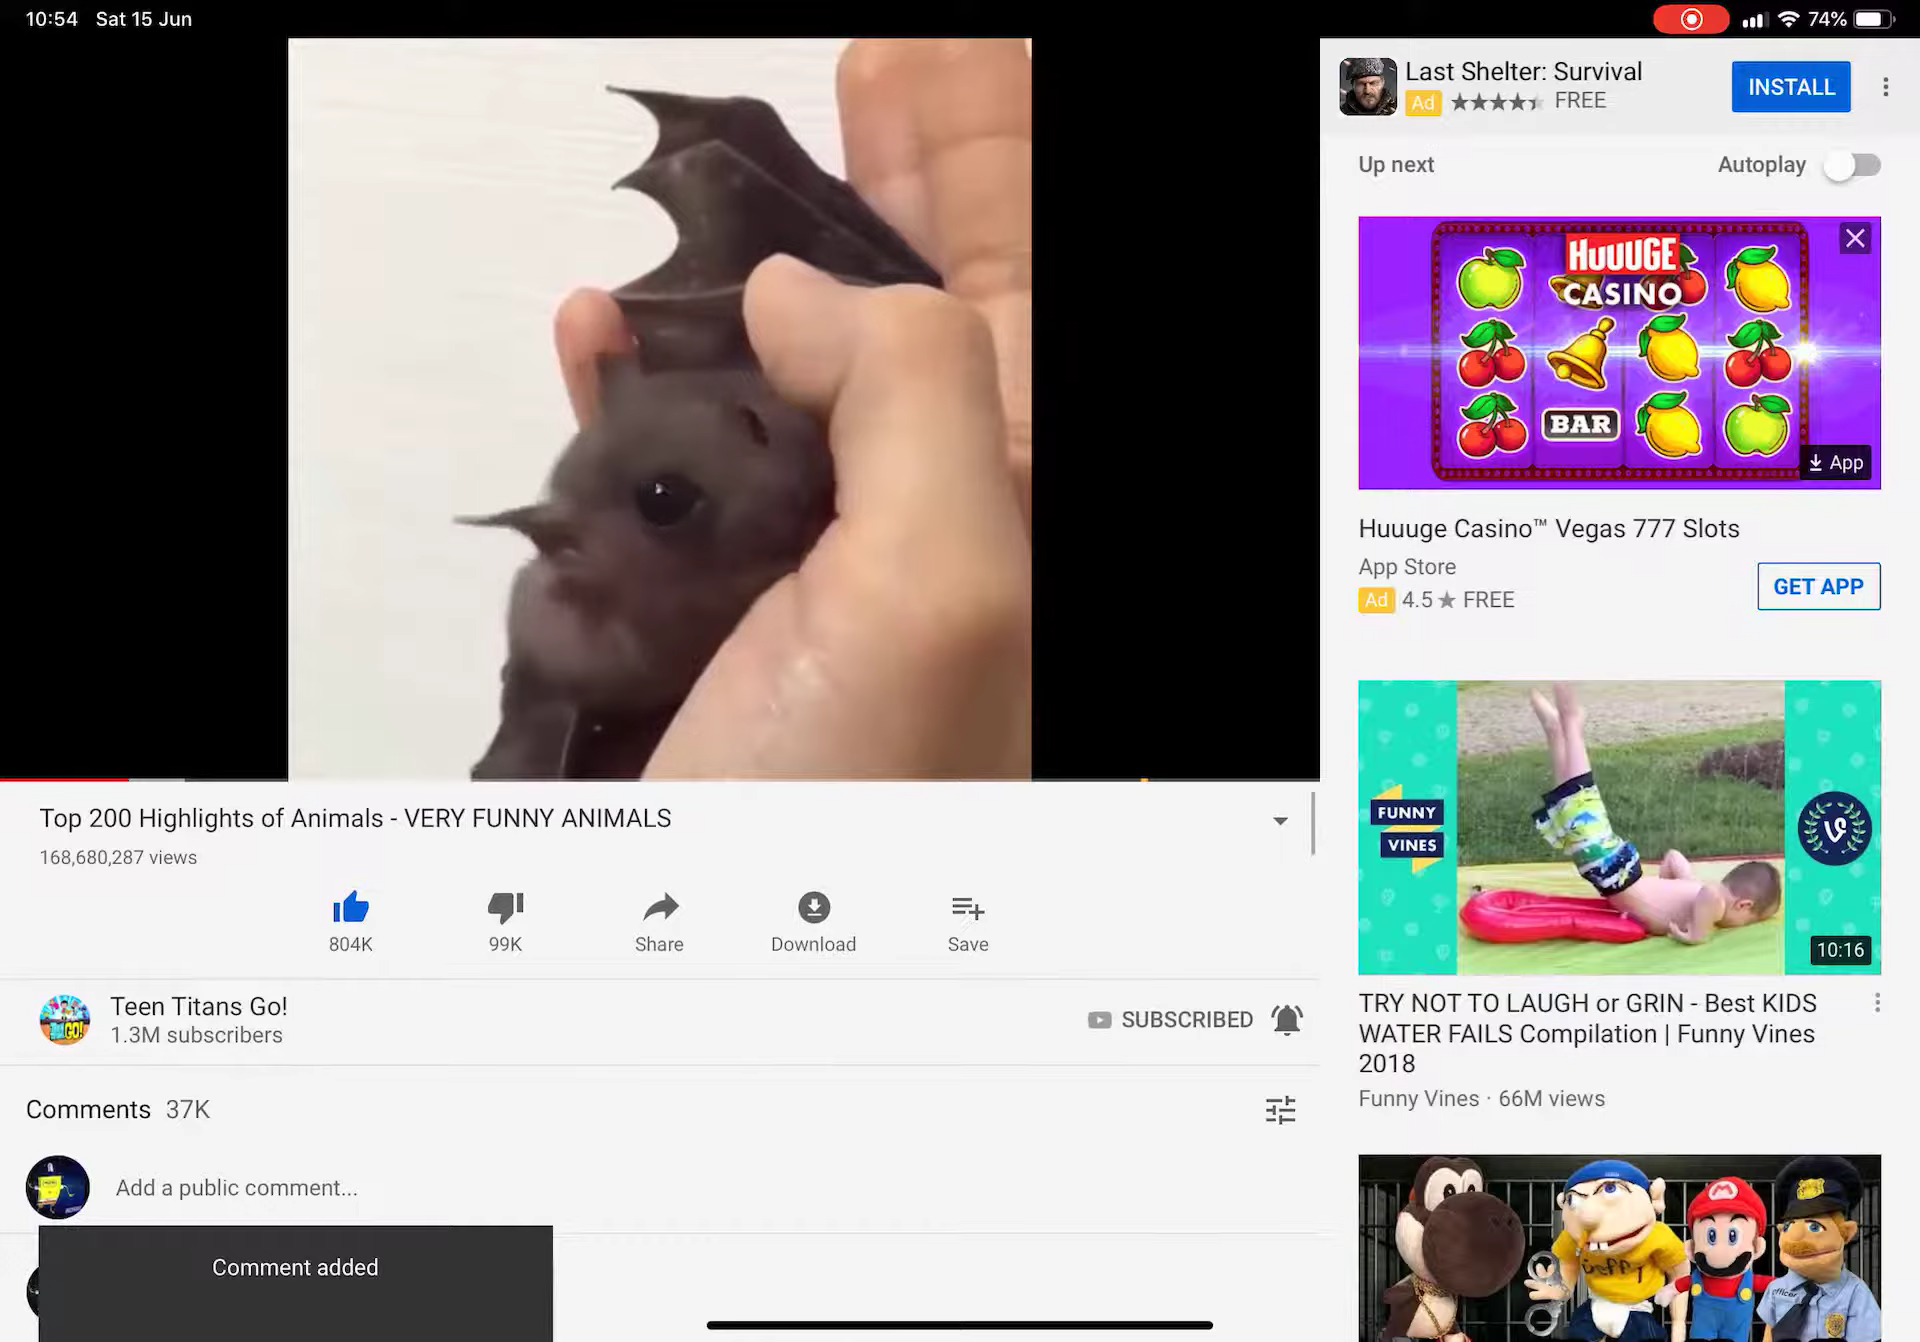 10:54 Sat 15 Jun
74%
Last Shelter: Survival
Ad FREE
INSTALL
Up next
Autoplay
HUUUGE
CASINO
BAR
App
Huuuge Casino™ Vegas 777 Slots
App Store
Ad 4.5 ★ FREE
GET APP
Top 200 Highlights of Animals - VERY FUNNY ANIMALS
168,680,287 views
804K
99K
Share
Download
Save
Teen Titans Go!
1.3M subscribers
SUBSCRIBED
GO!
Comments 37K
Add a public comment...
Comment added
FUNNY
VINES
10:16
TRY NOT TO LAUGH or GRIN - Best KIDS
WATER FAILS Compilation | Funny Vines
2018
Funny Vines · 66M views
M